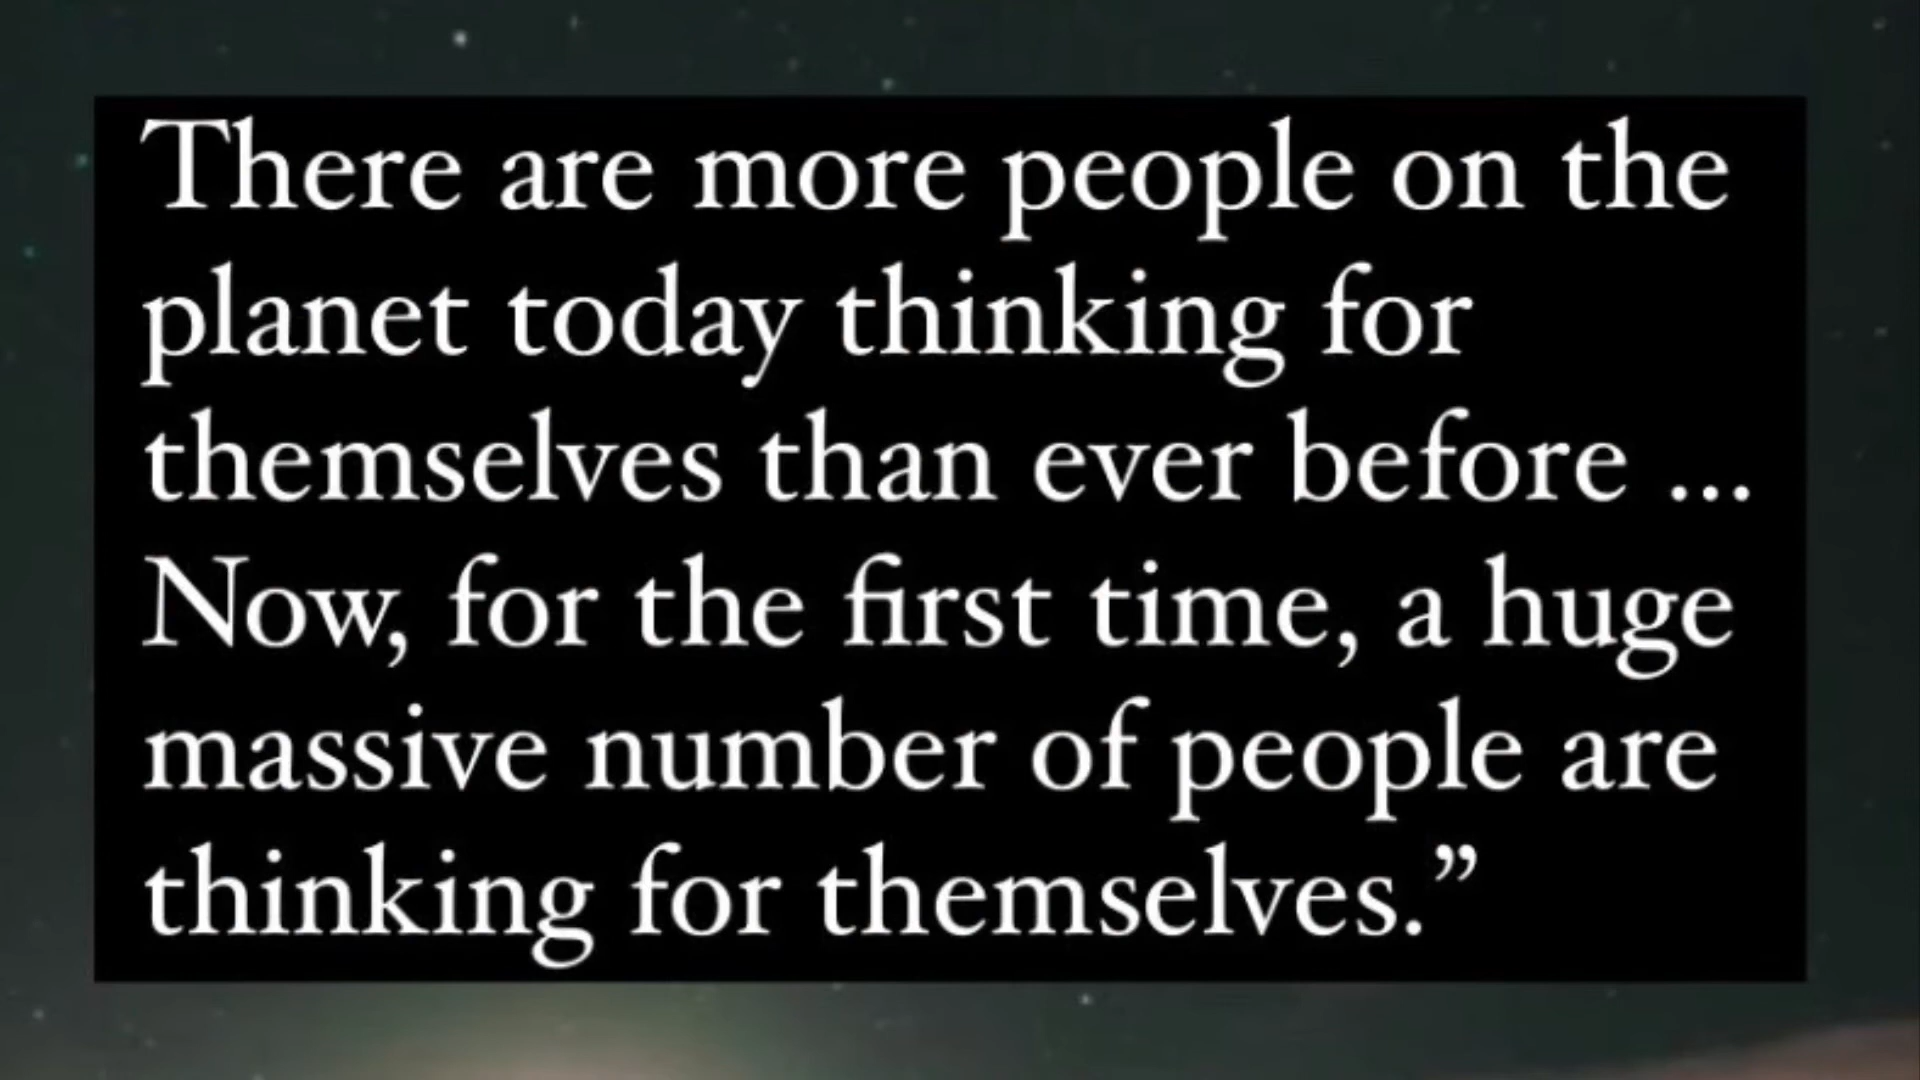 There are more people on the
planet today thinking for
themselves than ever before ...
Now, for the first time, a huge
massive number of people are
thinking for themselves.”